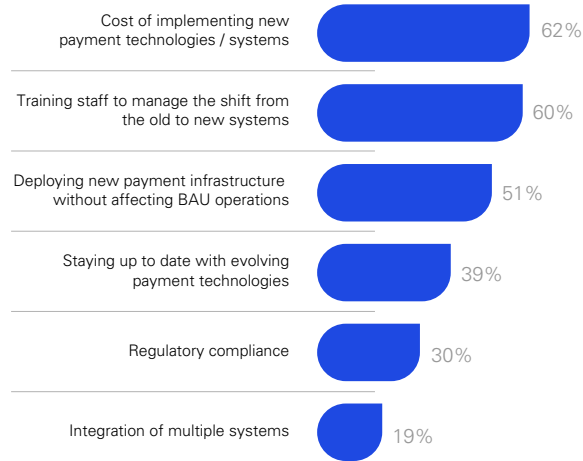 Cost of implementing new
payment technologies / systems
62%
Training staff to manage the shift from
the old to new systems
60%
Deploying new payment infrastructure
without affecting BAU operations
51%
Staying up to date with evolving
payment technologies
39%
Regulatory compliance
30%
Integration of multiple systems
19%